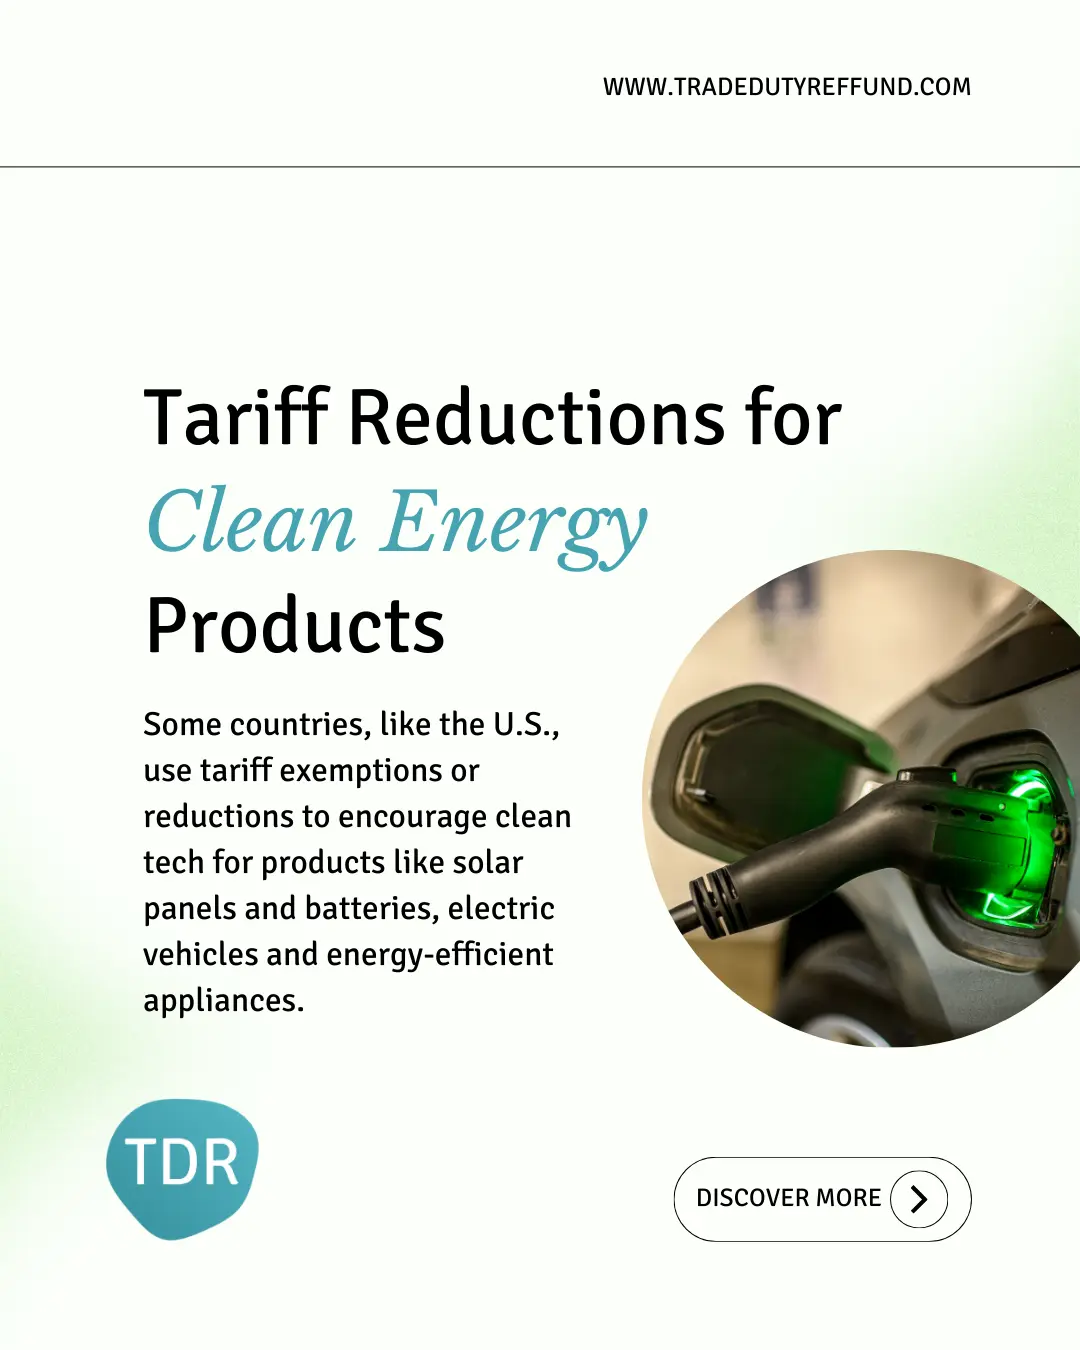 WWW.TRADEDUTYREFFUND.COM
Tariff Reductions for
Clean Energy
Products
Some countries, like the U.S.,
use tariff exemptions or
reductions to encourage clean
tech for products like solar
panels and batteries, electric
vehicles and energy-efficient
appliances.
TDR
DISCOVER MORE